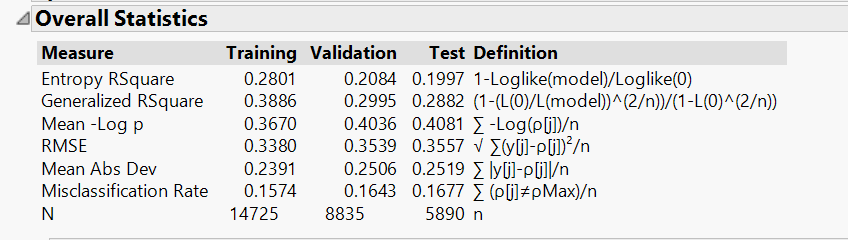 Overall Statistics
Measure Training Validation Test Definition
Entropy RSquare 0.2801 0.2084 0.1997 1-Loglike(model)/Loglike(0)
Generalized RSquare 0.3886 0.2995 0.2882 (1-(L(0)/L(model))^(2/n))/(1-L(0)^(2/n))
Mean -Log p 0.3670 0.4036 0.4081 ∑ -Log(ρ[j])/n
RMSE 0.3380 0.3539 0.3557 √ ∑(y[j]-ρ[j])²/n
Mean Abs Dev 0.2391 0.2506 0.2519 ∑ |y[j]-ρ[j]|/n
Misclassification Rate 0.1574 0.1643 0.1677 ∑ (ρ[j]≠ρMax)/n
N 14725 8835 5890 n